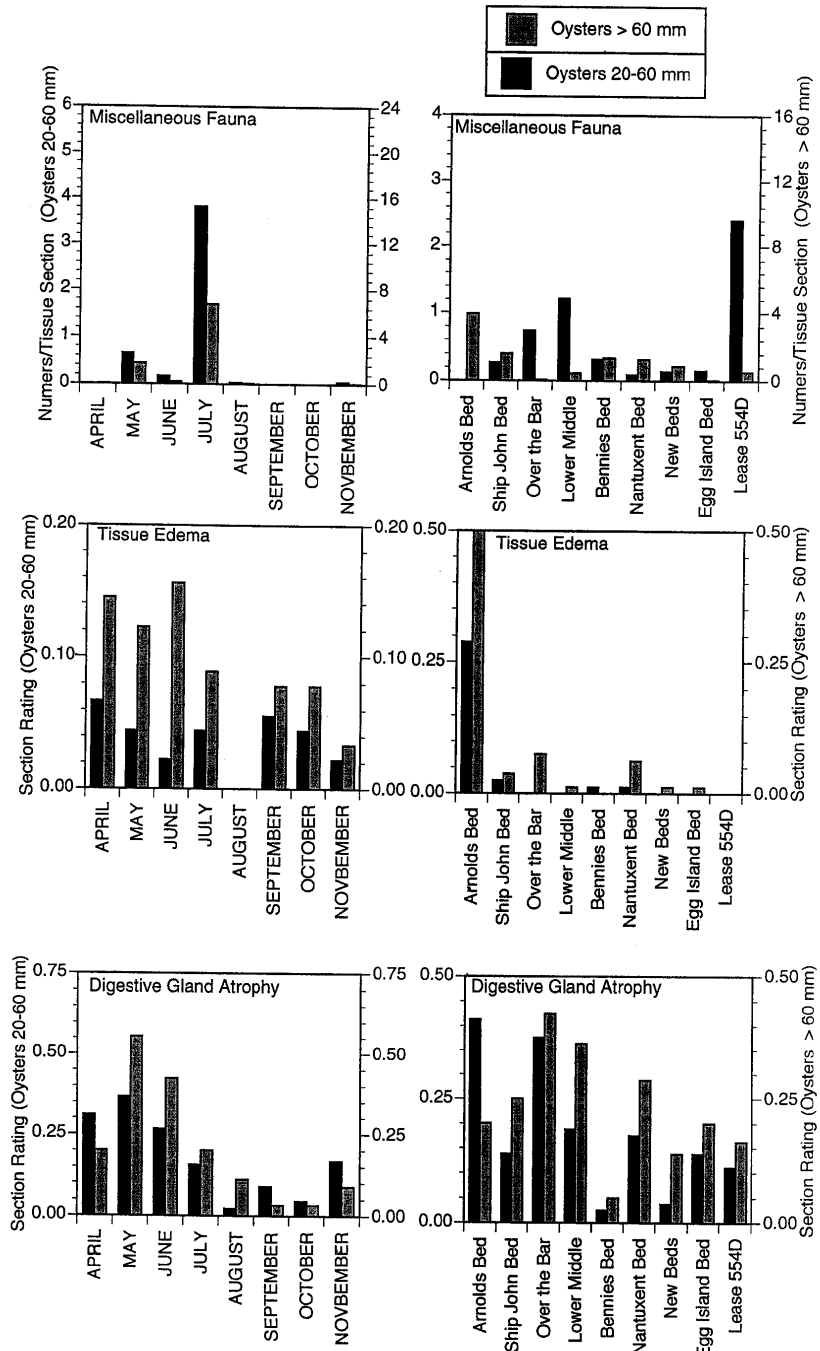 Oysters > 60 mm
Oysters 20-60 mm
Miscellaneous Fauna
Numers/Tissue Section (Oysters 20-60 mm)
6
5
4
3
2
1
0
24
20
16
12
8
4
0
APRIL
MAY
JUNE
JULY
AUGUST
SEPTEMBER
OCTOBER
NOVBEMBER
Miscellaneous Fauna
4
3
2
1
0
16
12
8
4
0
Numers/Tissue Section (Oysters > 60 mm)
Arnolds Bed
Ship John Bed
Over the Bar
Lower Middle
Bennies Bed
Nantuxent Bed
New Beds
Egg Island Bed
Lease 554D
Tissue Edema
Section Rating (Oysters 20-60 mm)
0.20
0.10
0.00
0.20
0.10
0.00
APRIL
MAY
JUNE
JULY
AUGUST
SEPTEMBER
OCTOBER
NOVBEMBER
Tissue Edema
0.50
0.25
0.00
0.50
0.25
0.00
Section Rating (Oysters > 60 mm)
Arnolds Bed
Ship John Bed
Over the Bar
Lower Middle
Bennies Bed
Nantuxent Bed
New Beds
Egg Island Bed
Lease 554D
Digestive Gland Atrophy
Section Rating (Oysters 20-60 mm)
0.75
0.50
0.25
0.00
0.75
0.50
0.25
0.00
APRIL
MAY
JUNE
JULY
AUGUST
SEPTEMBER
OCTOBER
NOVBEMBER
Digestive Gland Atrophy
0.50
0.25
0.00
0.50
0.25
0.00
Section Rating (Oysters > 60 mm)
Arnolds Bed
Ship John Bed
Over the Bar
Lower Middle
Bennies Bed
Nantuxent Bed
New Beds
Egg Island Bed
Lease 554D